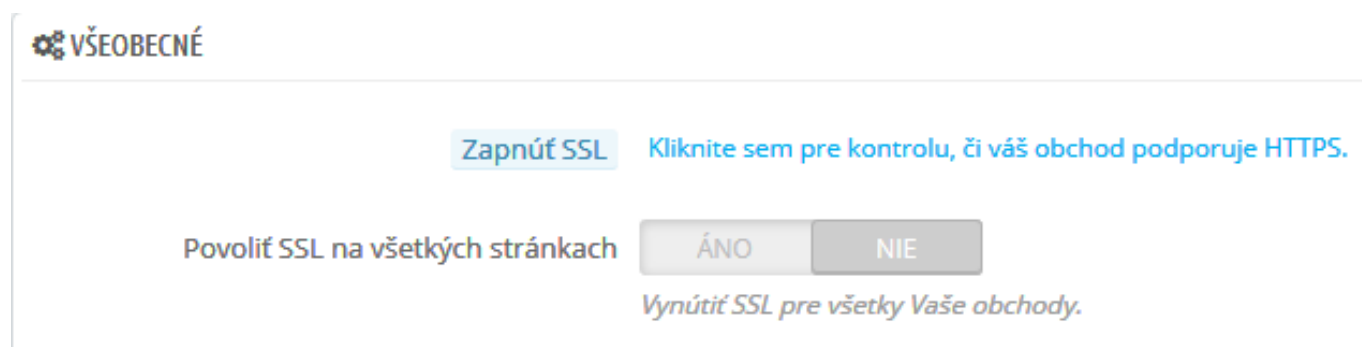 VŠEOBECNÉ
Zapnúť SSL Kliknite sem pre kontrolu, či váš obchod podporuje HTTPS.
Povoliť SSL na všetkých stránkach ÁNO NIE
Vynútiť SSL pre všetky Vaše obchody.